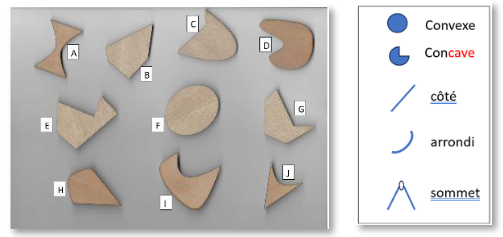 A
B
C
D
E
F
G
H
I
J
Convexe
Concave
côté
arrondi
sommet